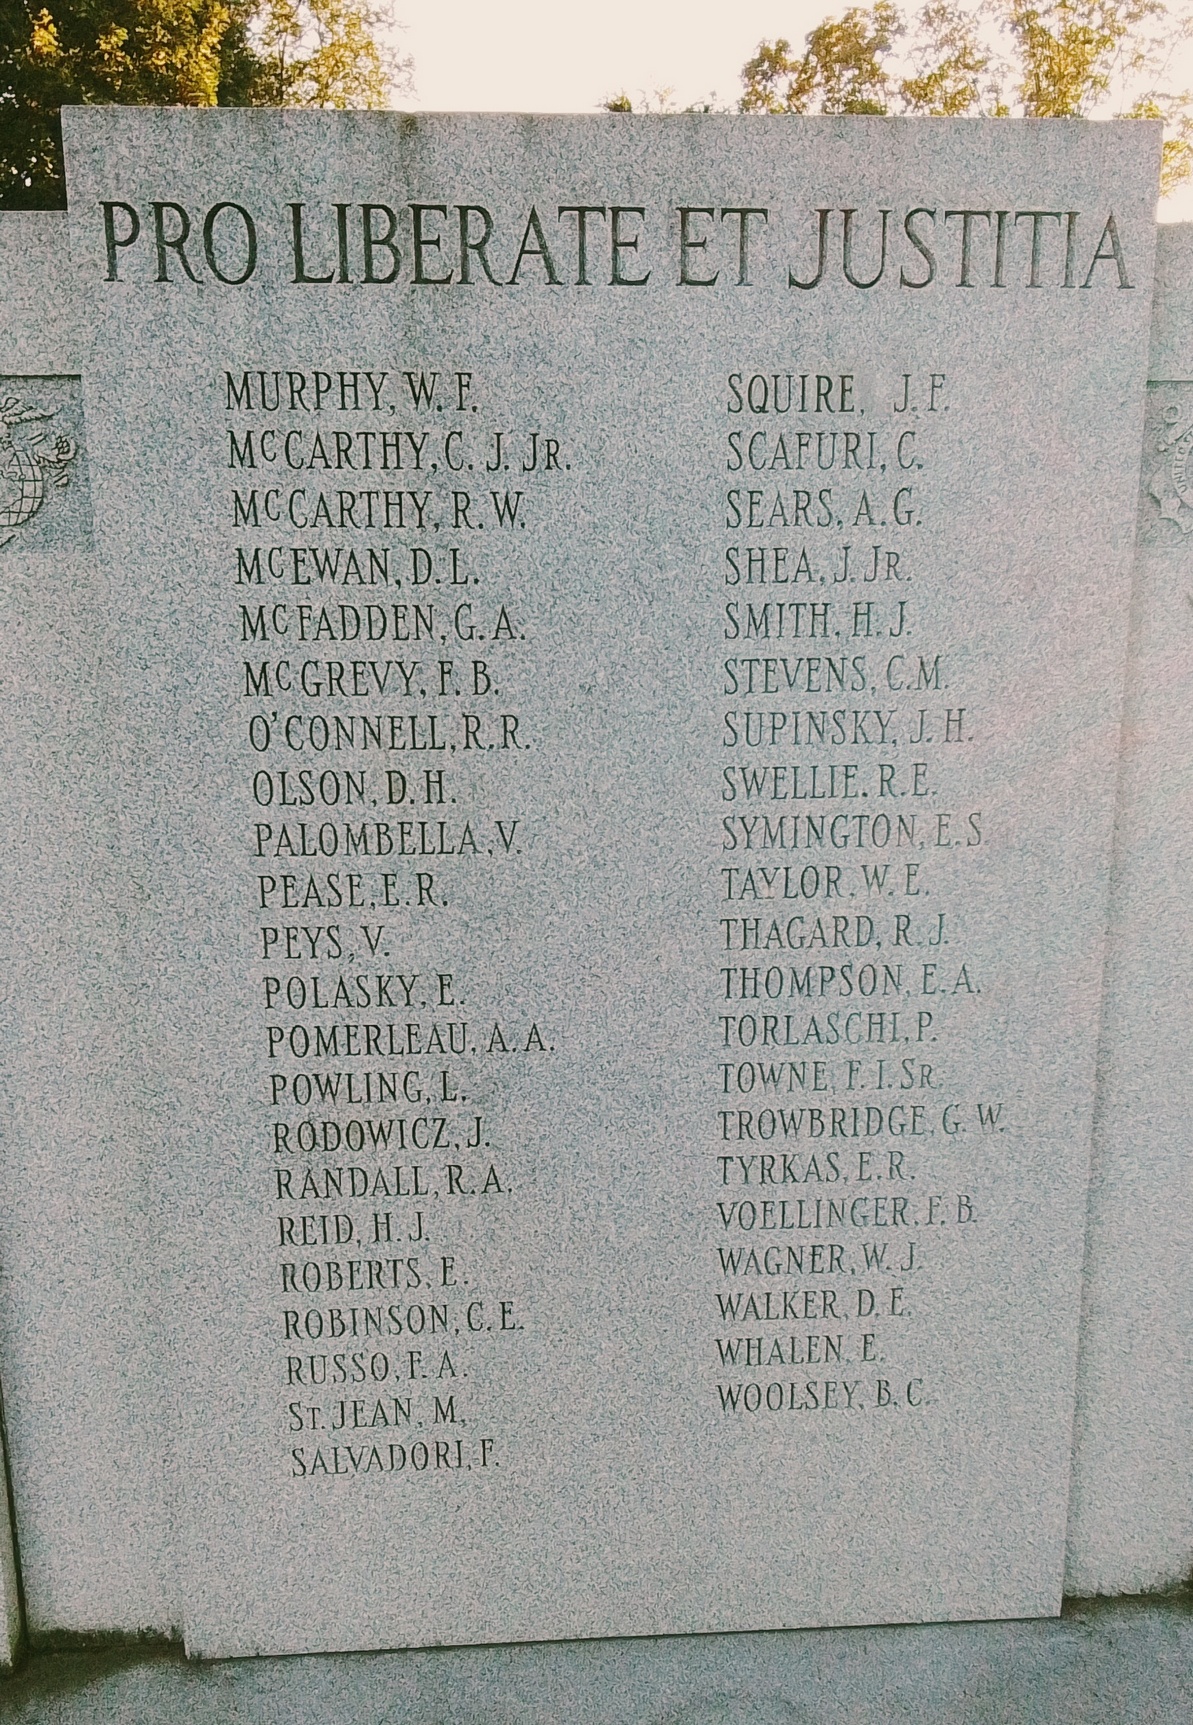 PRO LIBERATE ET JUSTITIA
MURPHY, W. F.
McCARTHY, C. J. JR.
McCARTHY, R. W.
McEWAN, D. L.
McFADDEN, G. A.
McGREVY, F. B.
O'CONNELL, R. R.
OLSON, D. H.
PALOMBELLA, V.
PEASE, E. R.
PEYS, V.
POLASKY, E.
POMERLEAU, A. A.
POWLING, L.
RODOWICZ, J.
RANDALL, R. A.
REID, H. J.
ROBERTS, E.
ROBINSON, C. E.
RUSSO, F. A.
ST. JEAN, M.
SALVADORI, F.
SQUIRE, J. F.
SCAFURI, C.
SEARS, A. G.
SHEA, J. JR.
SMITH, H. J.
STEVENS, C. M.
SUPINSKY, J. H.
SWELLIE, R. E.
SYMINGTON, E. S.
TAYLOR, W. E.
THAGARD, R. J.
THOMPSON, E. A.
TORLASCHI, P.
TOWNE, F. I. SR.
TROWBRIDGE, G. W.
TYRKAS, E. R.
VOELLINGER, F. B.
WAGNER, W. J.
WALKER, D. E.
WHALEN, E.
WOOLSEY, B. C.